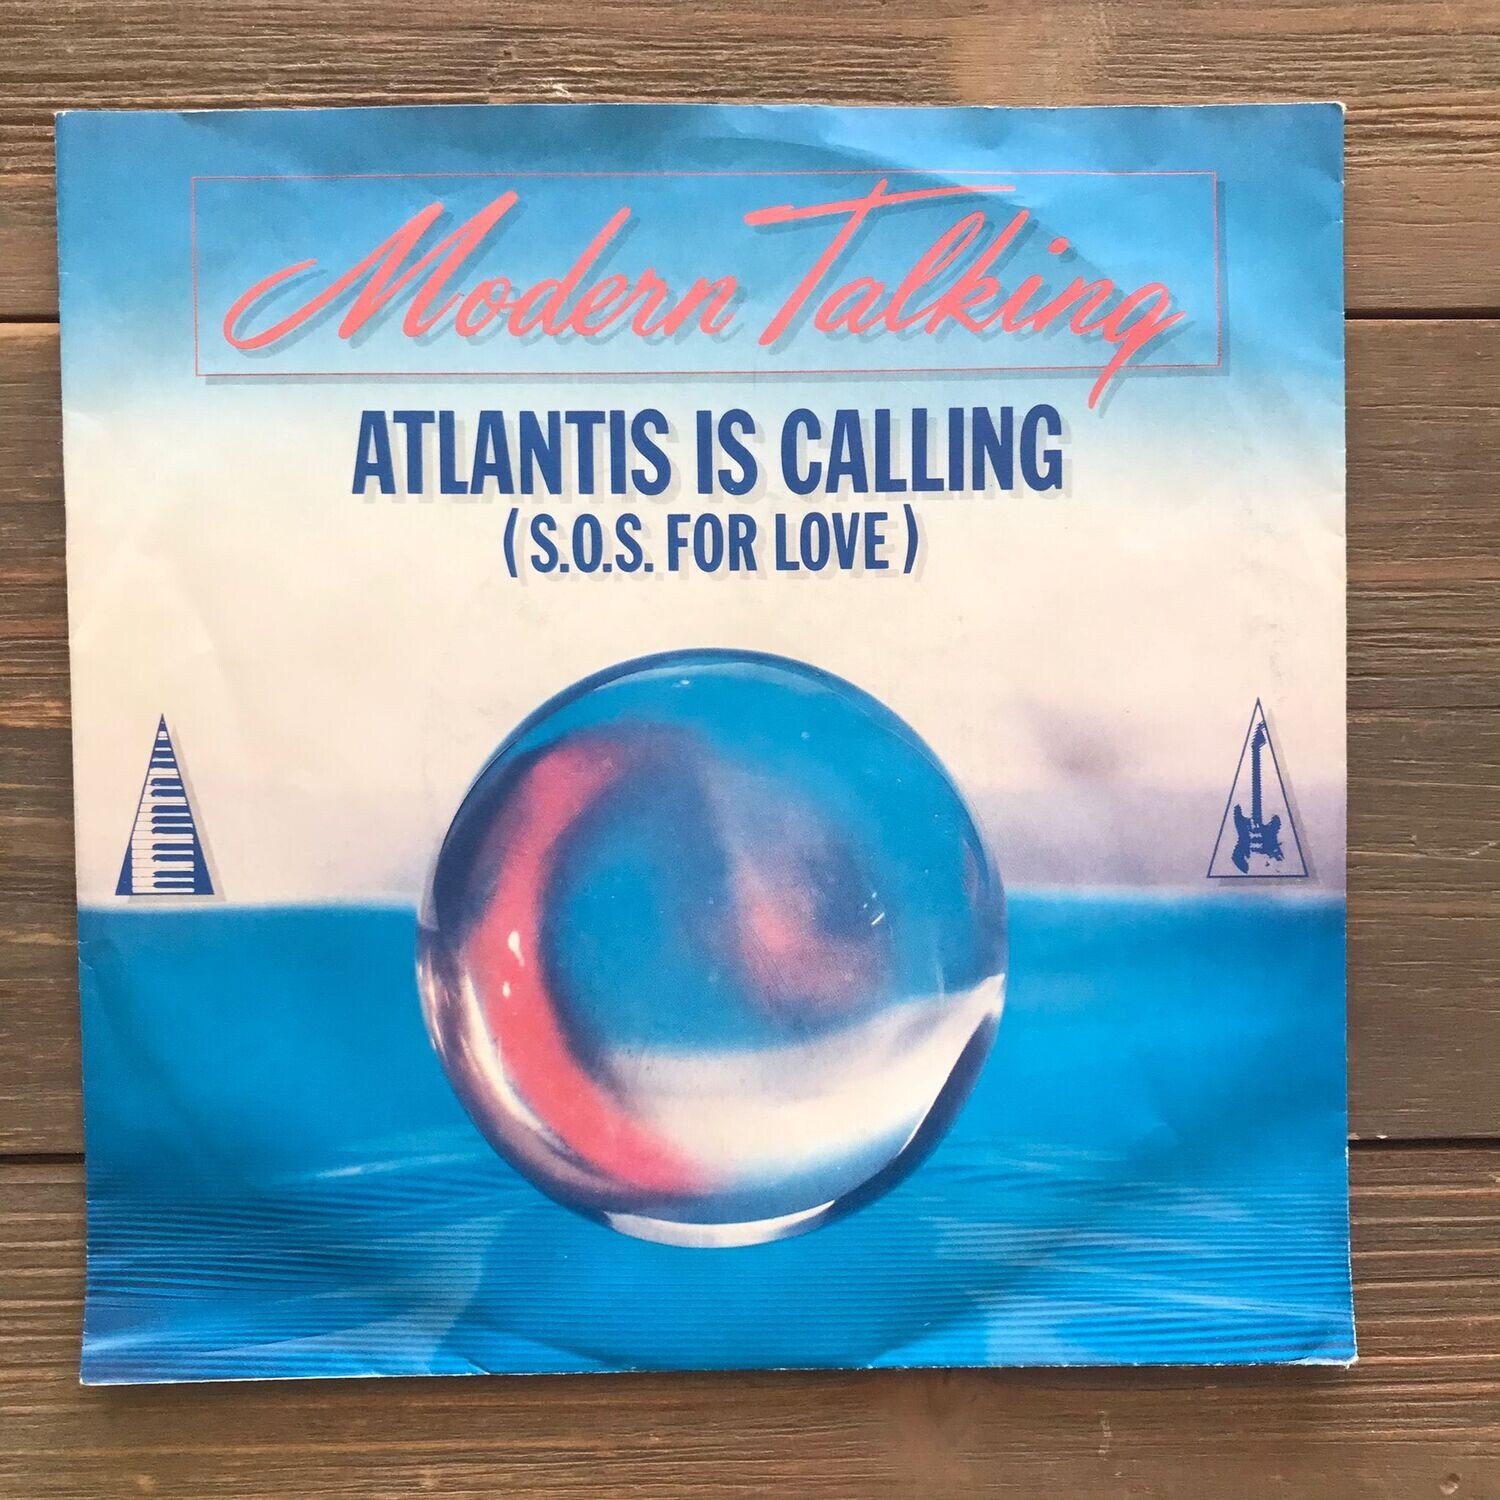 Modern Talking
ATLANTIS IS CALLING
(S.O.S. FOR LOVE)